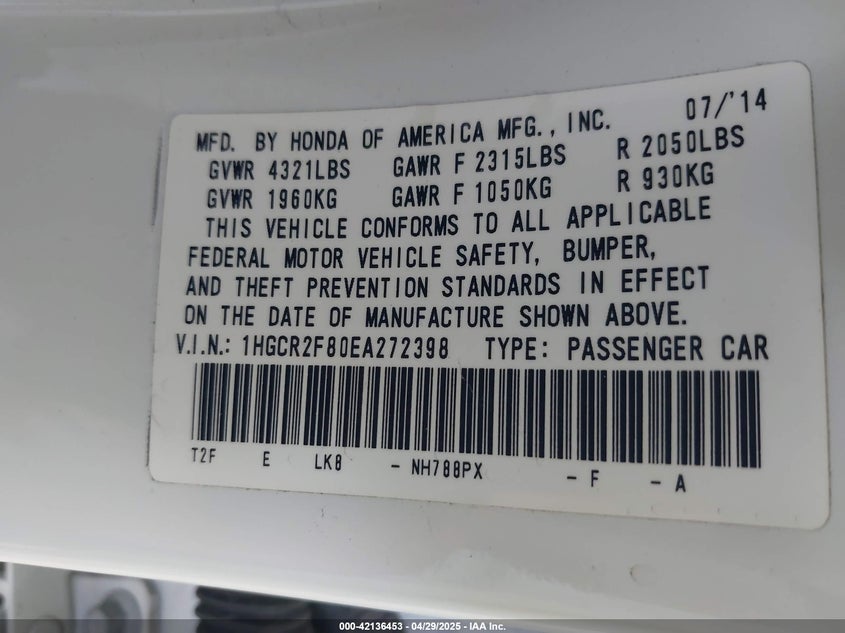 07/'14
MFD. BY HONDA OF AMERICA MFG., INC.
GVWR 4321LBS GAWR F 2315LBS R 2050LBS
GVWR 1960KG GAWR F 1050KG R 930KG
THIS VEHICLE CONFORMS TO ALL APPLICABLE
FEDERAL MOTOR VEHICLE SAFETY, BUMPER,
AND THEFT PREVENTION STANDARDS IN EFFECT
ON THE DATE OF MANUFACTURE SHOWN ABOVE.
V.I.N.: 1HGCR2F80EA272398 TYPE: PASSENGER CAR
T2F E LK8 - NH788PX - F - A
000-42136453 - 04/29/2025 - IAA Inc.